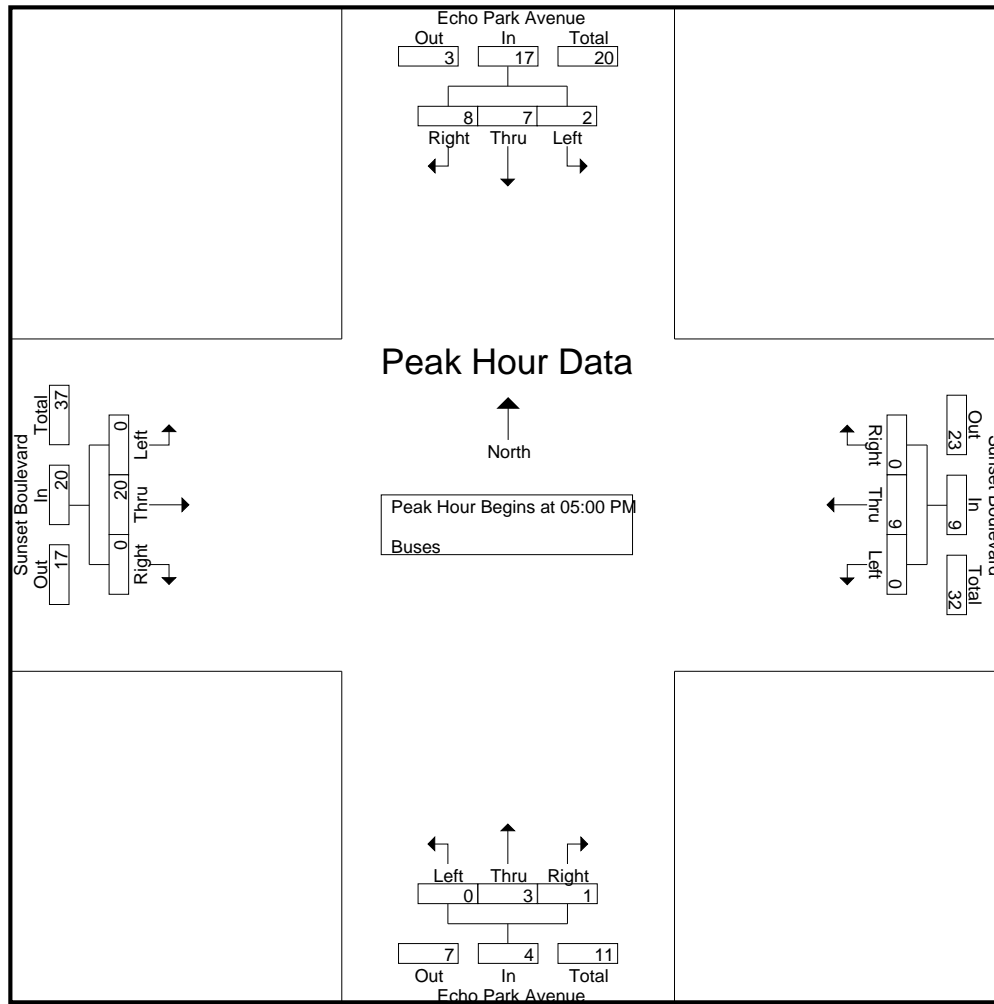 Echo Park Avenue
Out In Total
3 17 20
8 7 2
Right Thru Left
Peak Hour Data
North
Peak Hour Begins at 05:00 PM
Buses
Sunset Boulevard
Total In Out
37 20 17
0 20 0
Left Thru Right
Sunset Boulevard
Out In Total
23 9 32
0 9 0
Right Thru Left
Left Thru Right
0 3 1
7 4 11
Out In Total
Echo Park Avenue